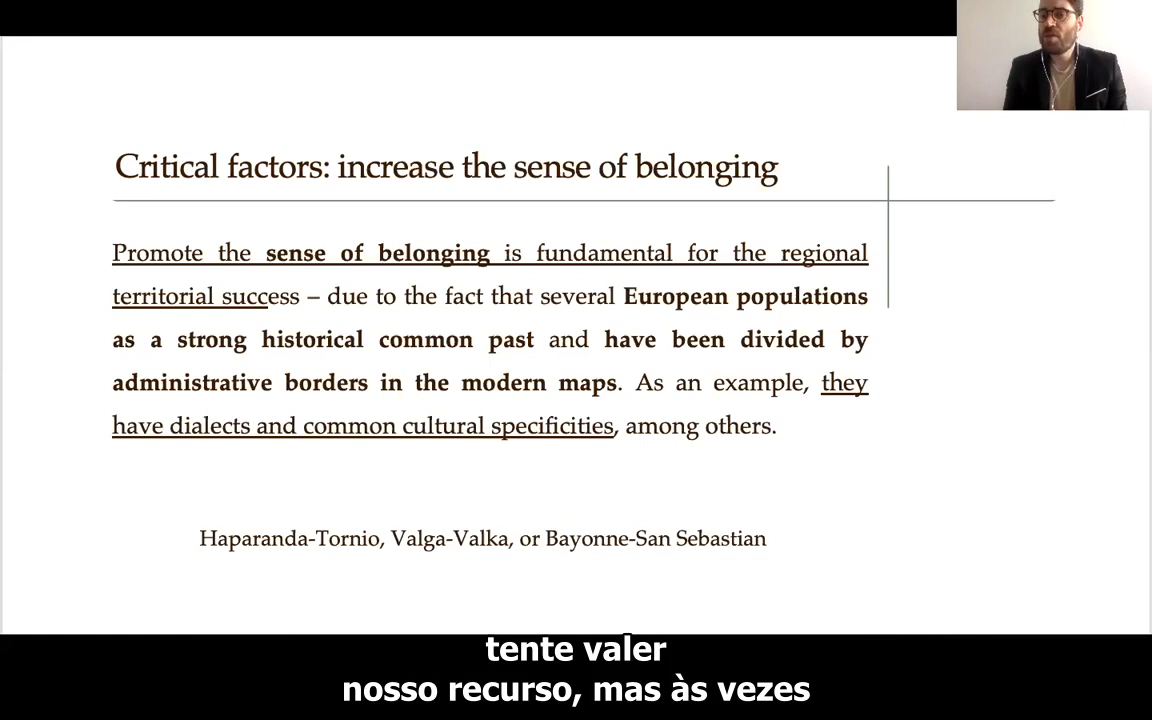 Critical factors: increase the sense of belonging
Promote the sense of belonging is fundamental for the regional
territorial success – due to the fact that several European populations
as a strong historical common past and have been divided by
administrative borders in the modern maps. As an example, they
have dialects and common cultural specificities, among others.
Haparanda-Tornio, Valga-Valka, or Bayonne-San Sebastian
tente valer
nosso recurso, mas às vezes